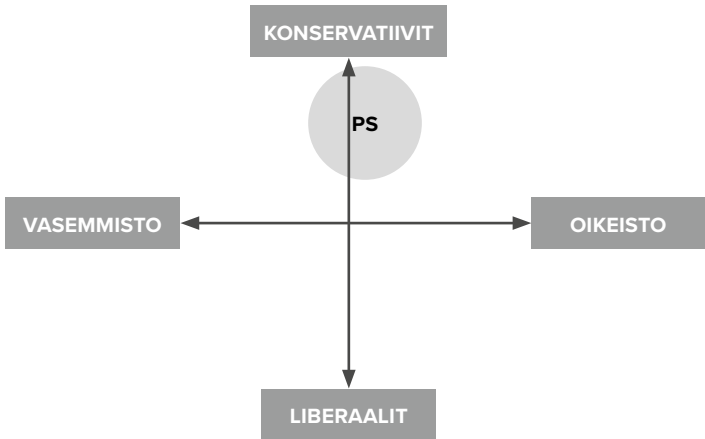 KONSERVATIIVIT
PS
VASEMMISTO
OIKEISTO
LIBERAALIT